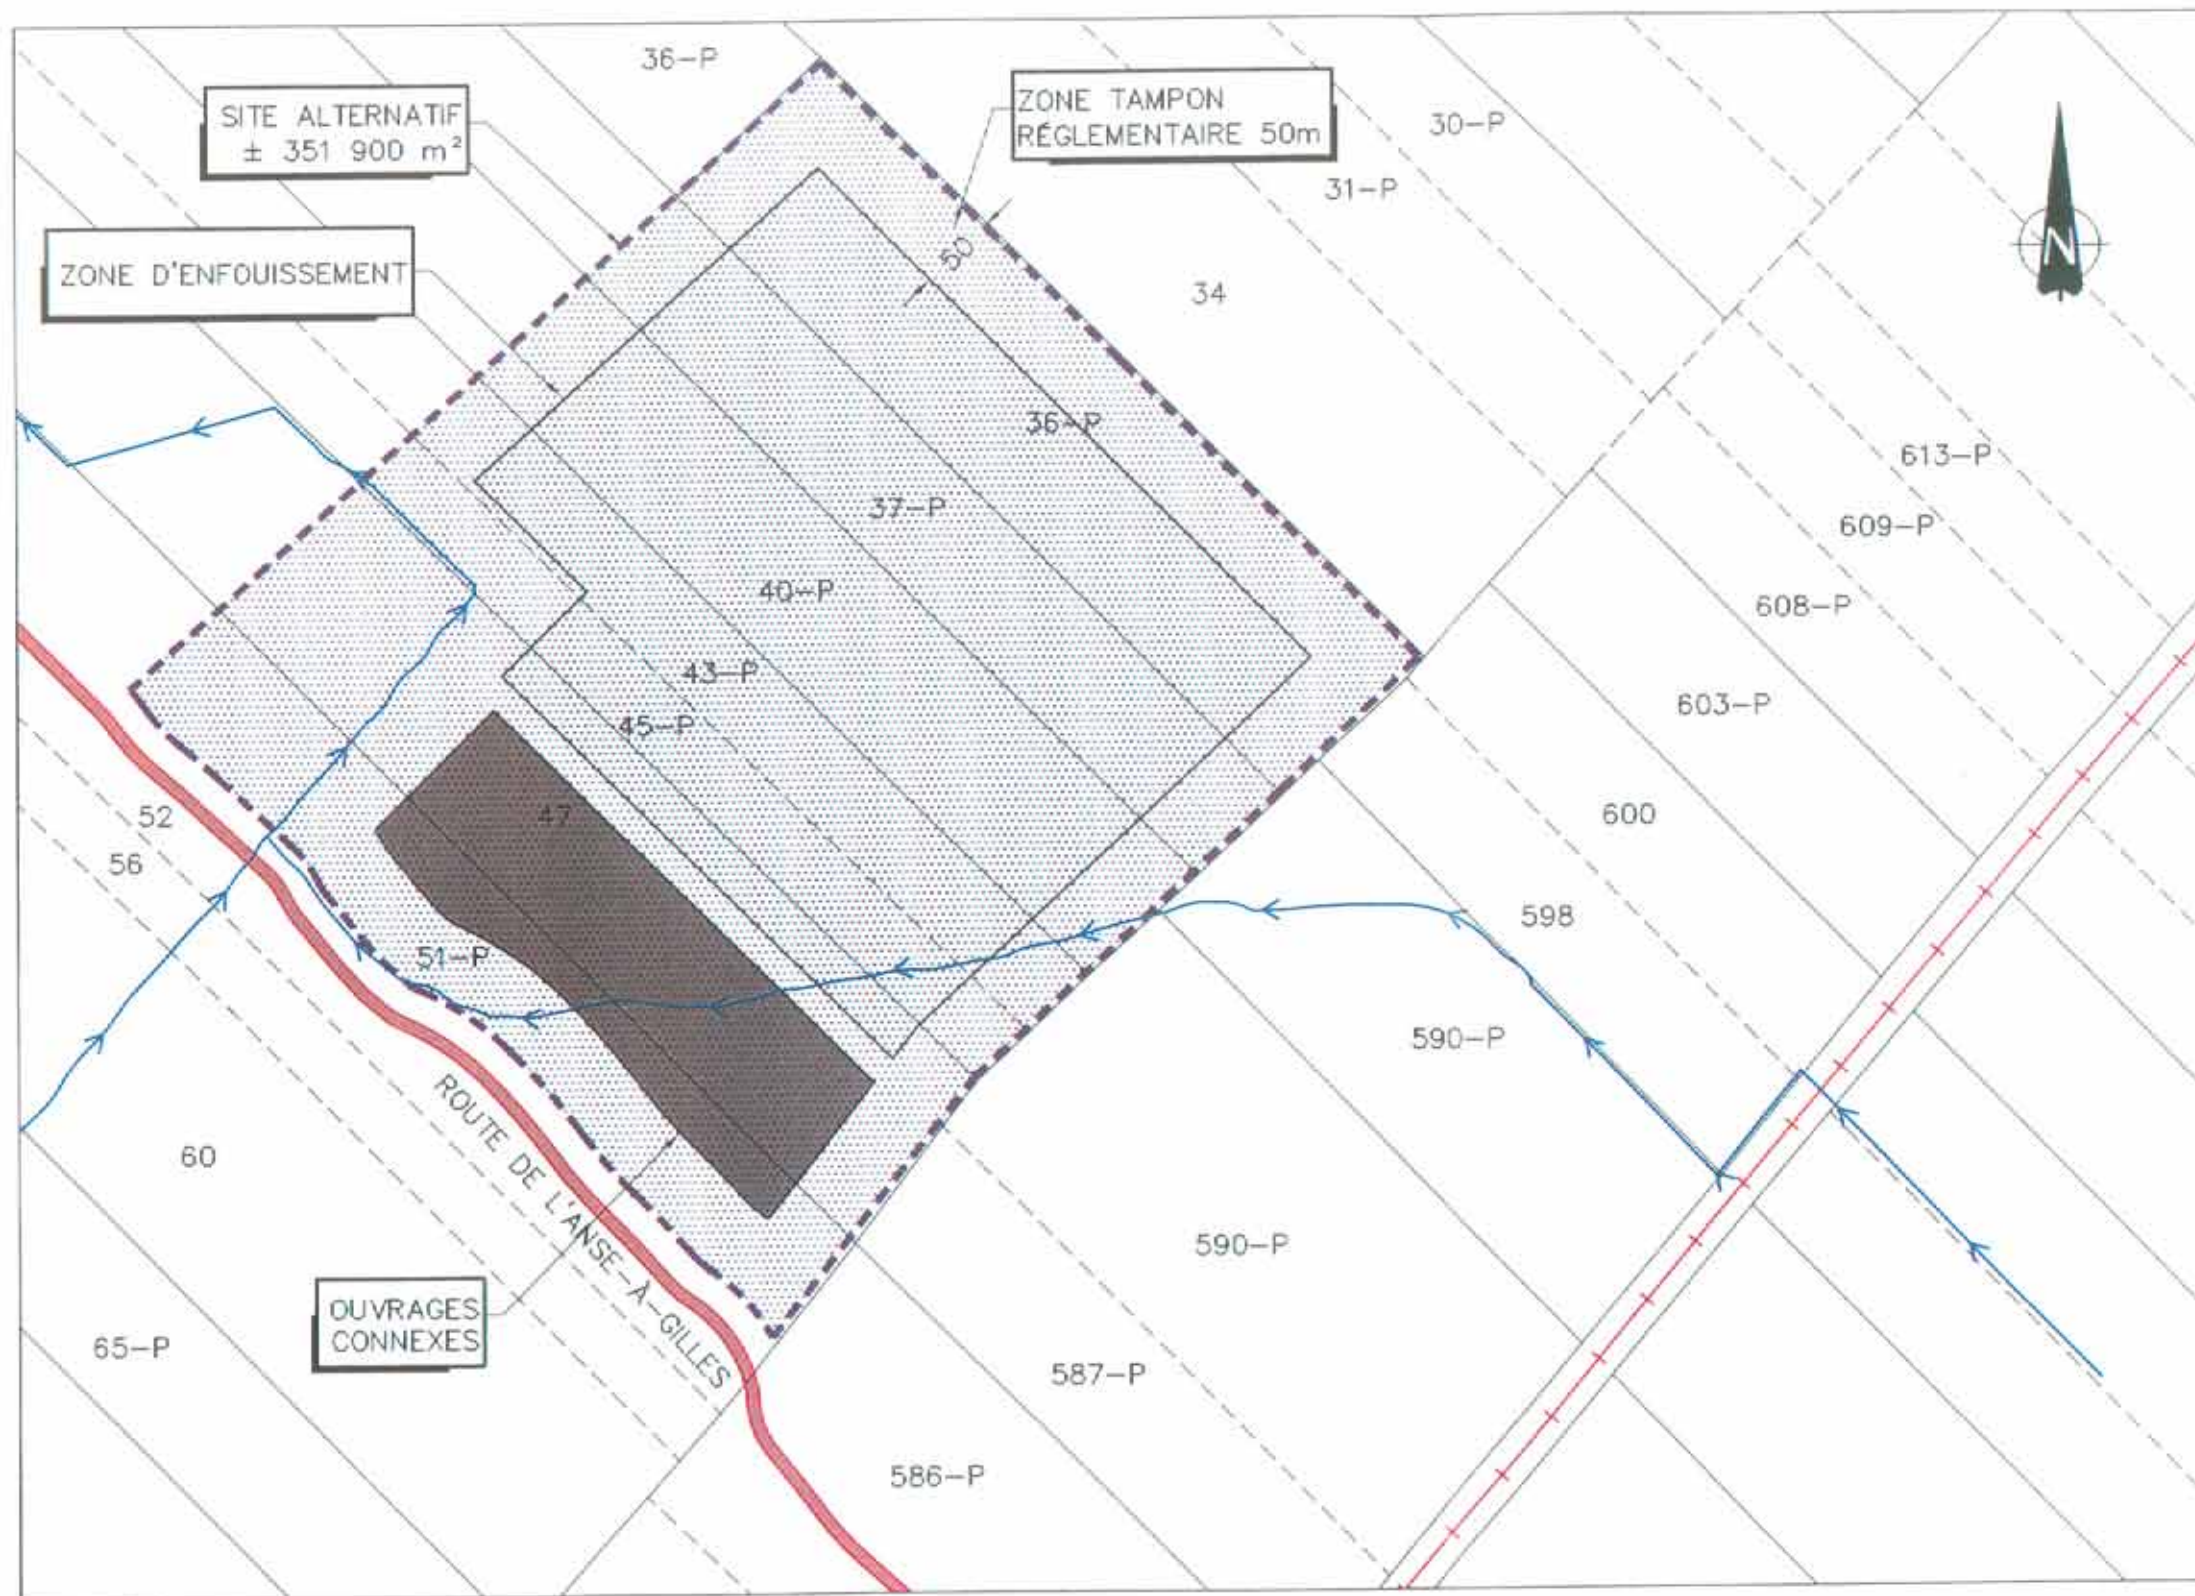 36-P
SITE ALTERNATIF
± 351 900 m²
ZONE TAMPON
RÉGLEMENTAIRE 50m
30-P
31-P
N
ZONE D'ENFOUISSEMENT
50
34
36-P
613-P
37-P
609-P
40-P
608-P
43-P
603-P
45-P
47
52
600
56
598
51-P
590-P
ROUTE DE L'ANSE-À-GILLES
60
590-P
OUVRAGES
CONNEXES
65-P
587-P
586-P